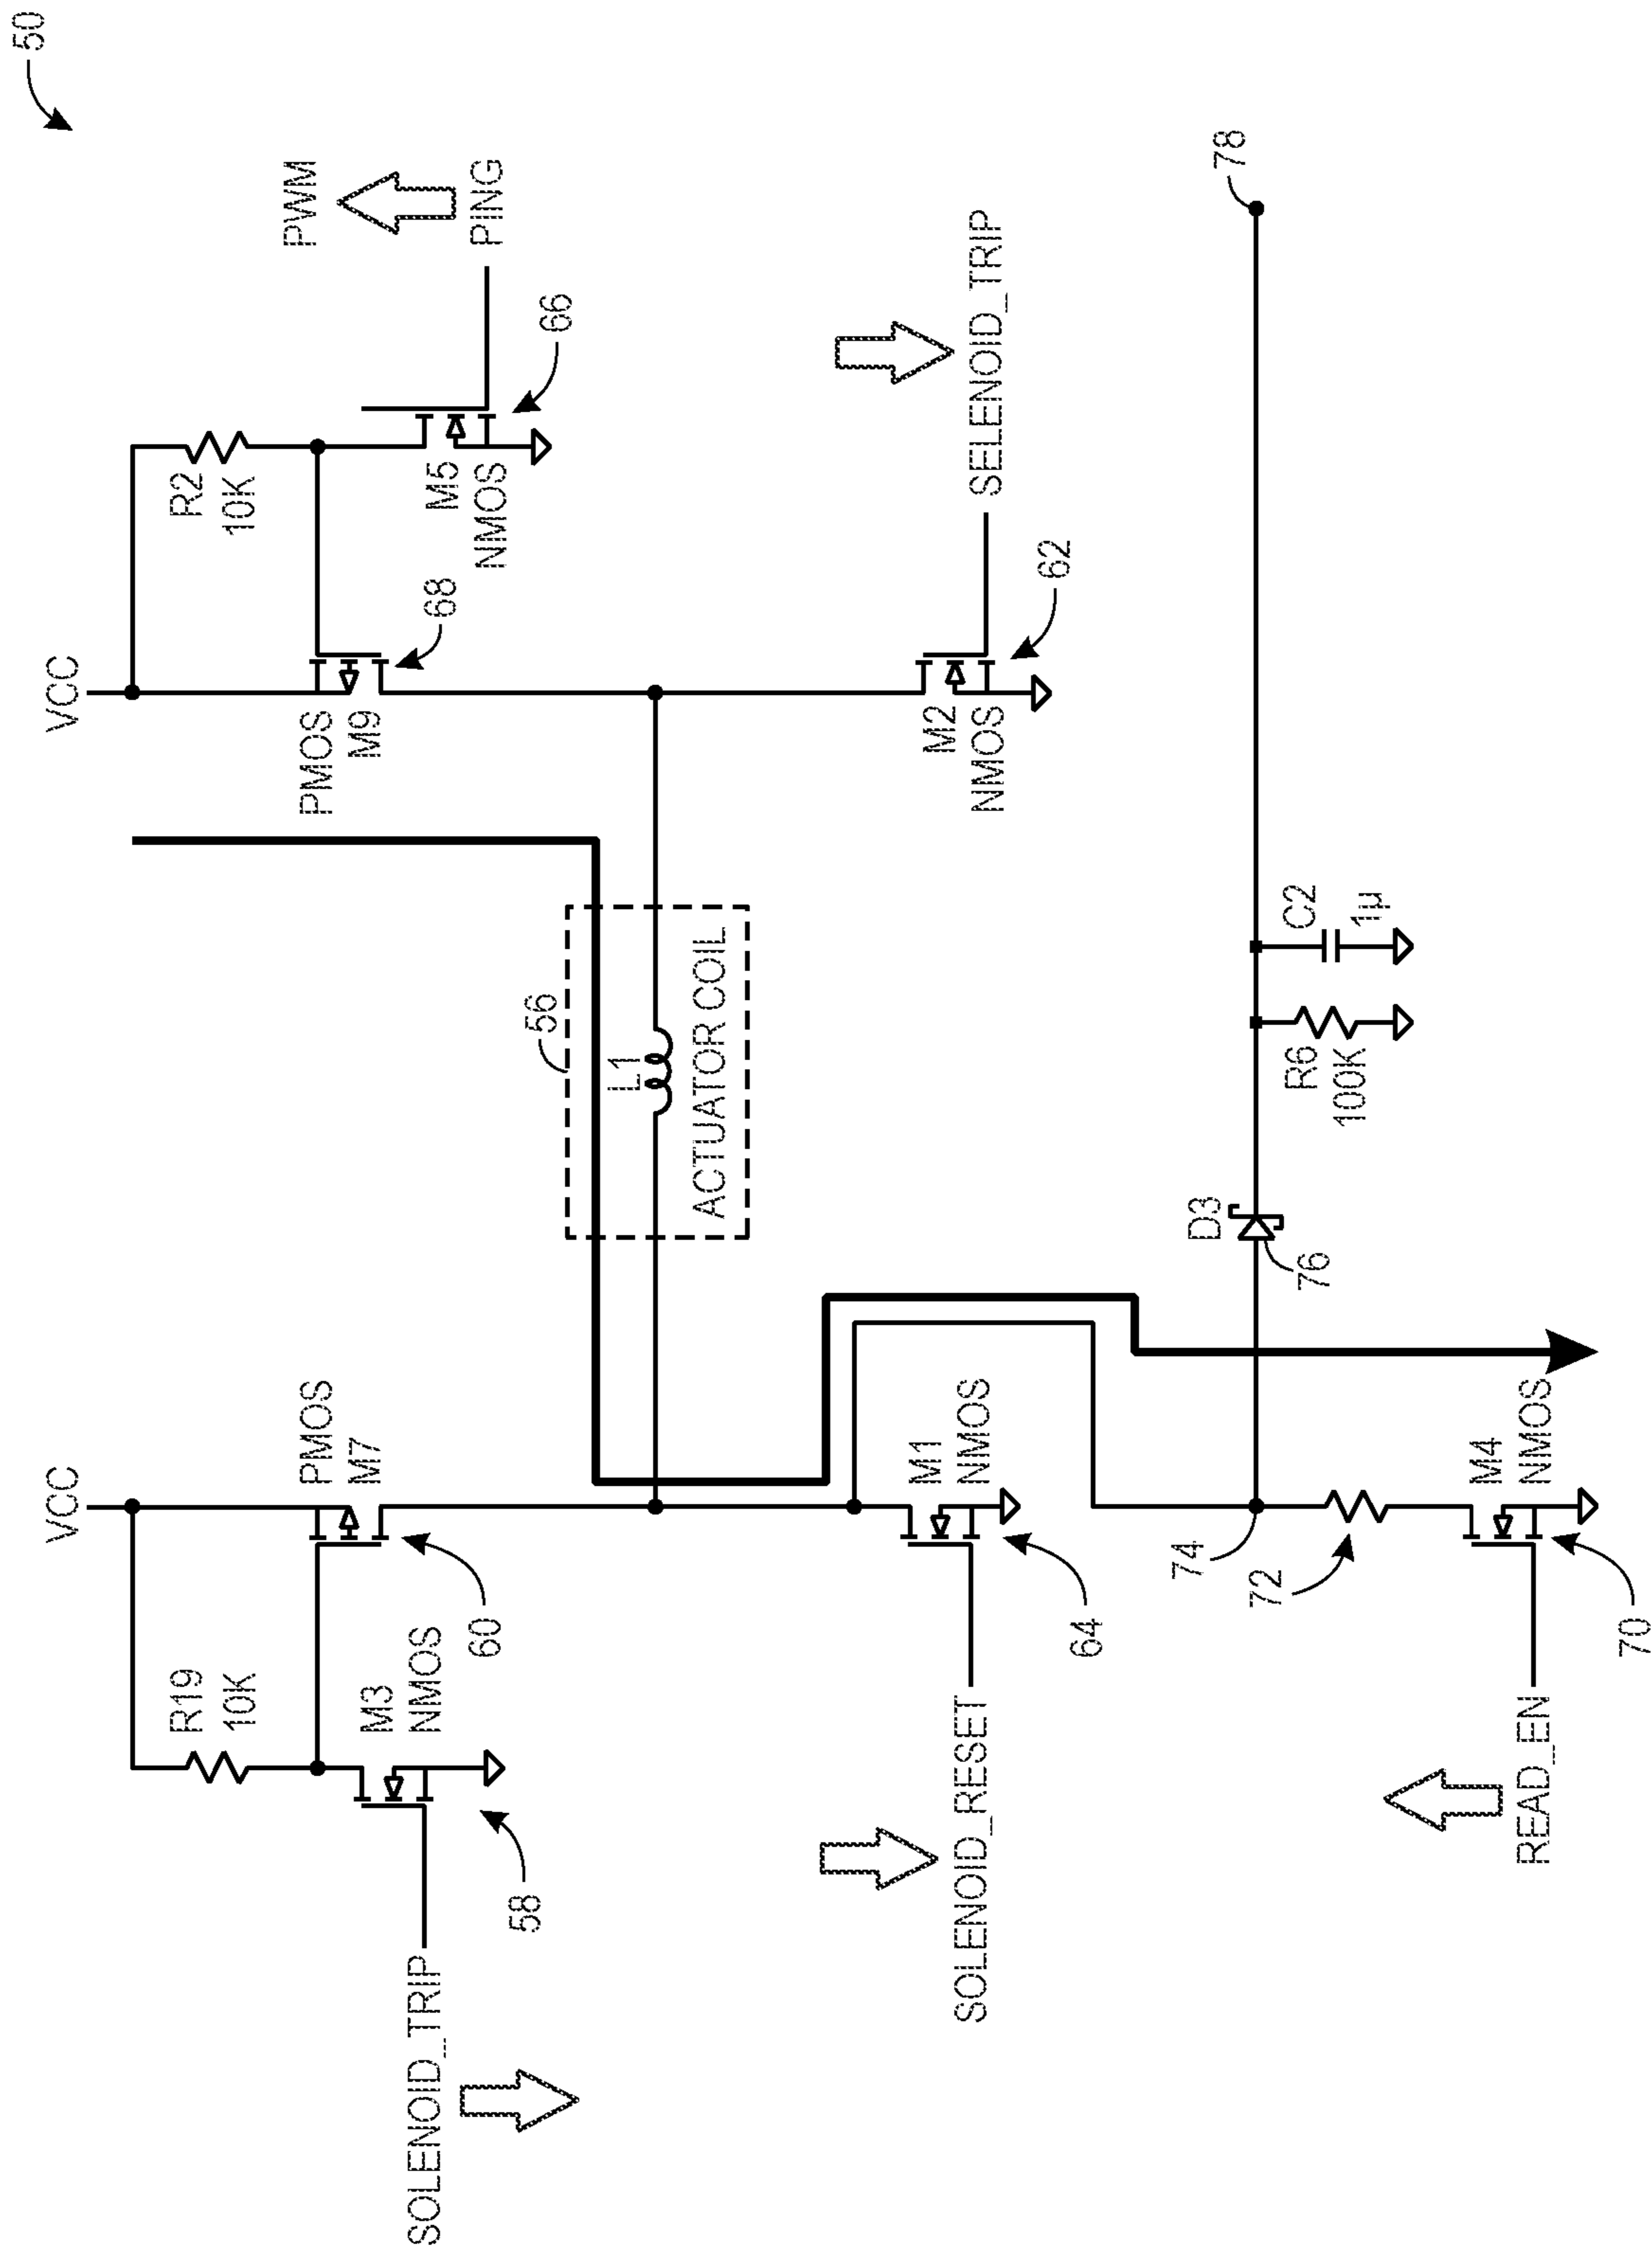 50
VCC
VCC
R19
10K
PMOS
M7
60
M3
NMOS
58
SOLENOID_TRIP
PMOS
M9
68
R2
10K
PWM
PING
66
M5
NMOS
56
L1
ACTUATOR COIL
SOLENOID_RESET
M1
NMOS
64
M2
NMOS
62
SELENOID_TRIP
74
72
D3
76
R6
100K
C2
1µ
78
READ_EN
M4
NMOS
70